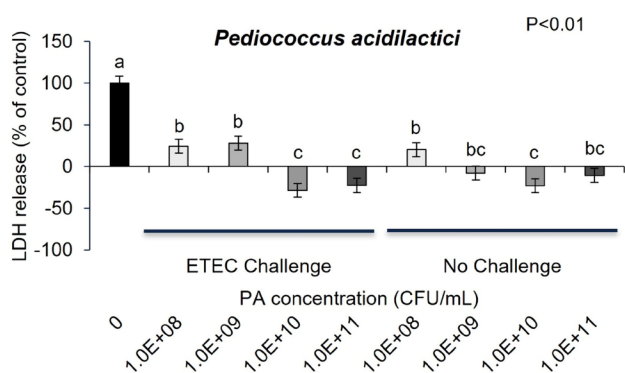 Pediococcus acidilactici
P<0.01
LDH release (% of control)
150
100
50
0
-50
-100
a
b
b
c
c
b
bc
c
bc
ETEC Challenge
No Challenge
PA concentration (CFU/mL)
0
1.0E+08
1.0E+09
1.0E+10
1.0E+11
1.0E+08
1.0E+09
1.0E+10
1.0E+11